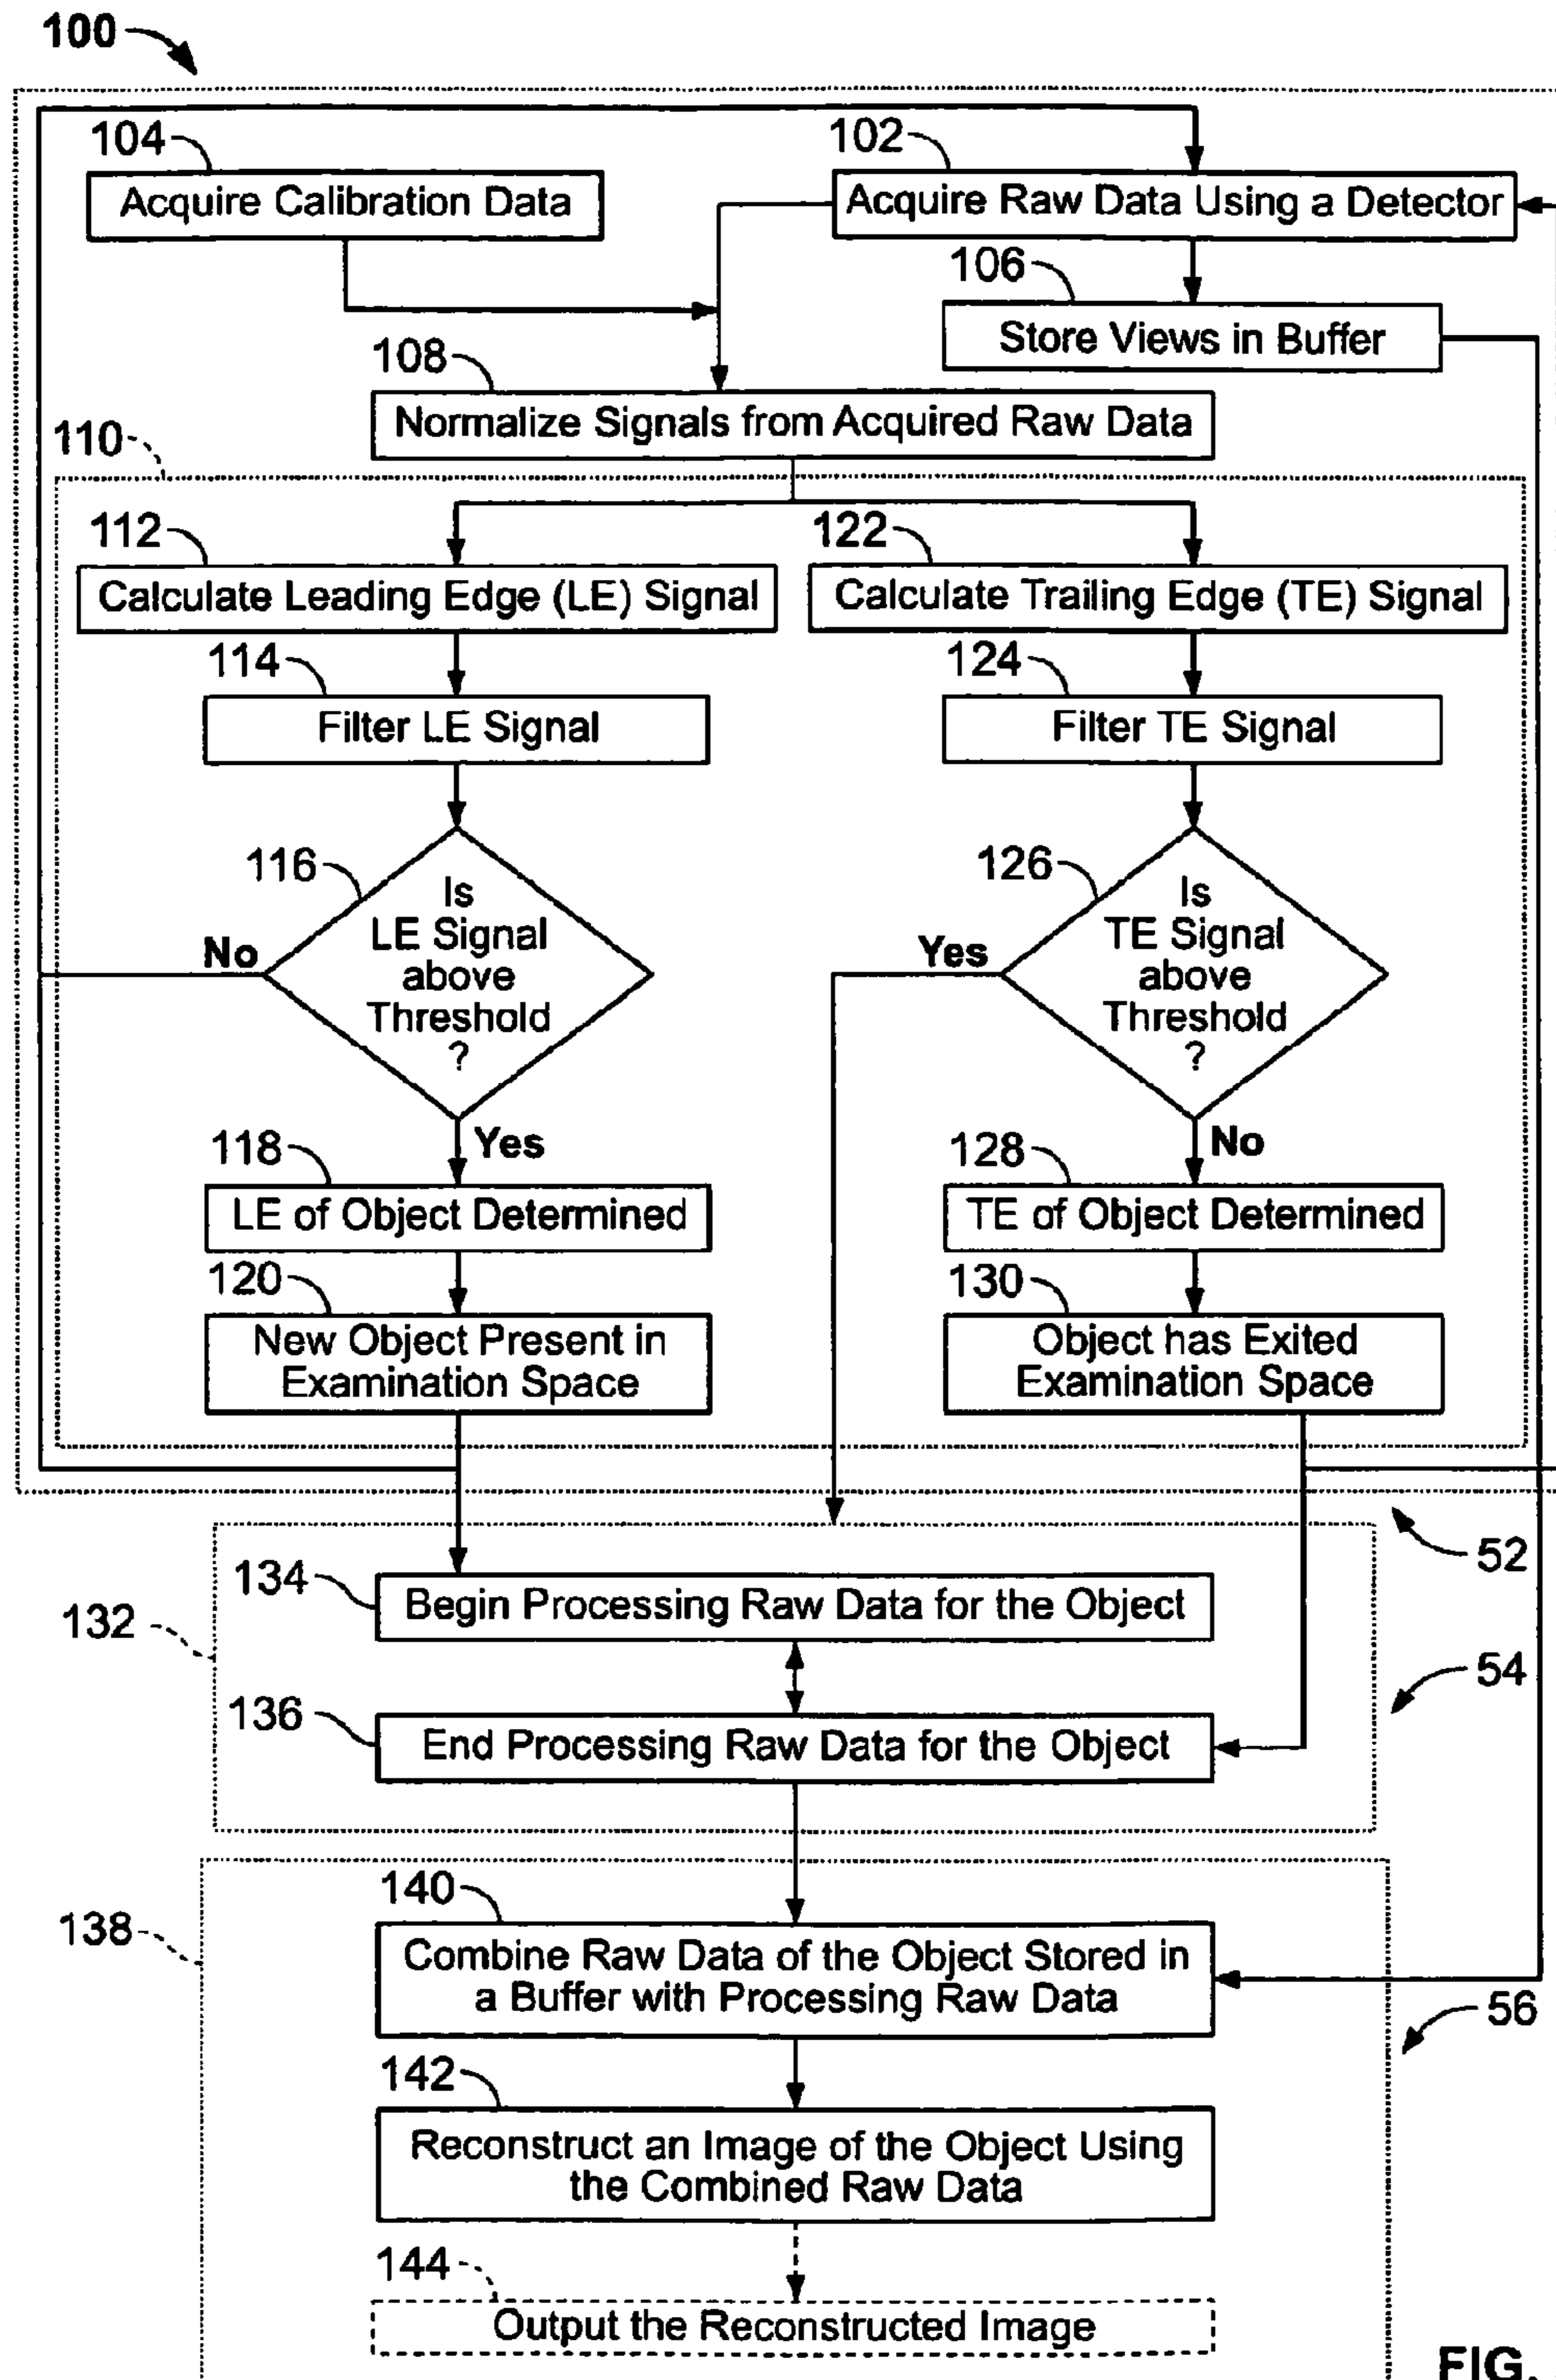 100
104
102
Acquire Calibration Data
Acquire Raw Data Using a Detector
106
Store Views in Buffer
108
Normalize Signals from Acquired Raw Data
110
112
122
Calculate Leading Edge (LE) Signal
Calculate Trailing Edge (TE) Signal
114
124
Filter LE Signal
Filter TE Signal
116
Is
LE Signal
above
Threshold
?
No
126
Is
TE Signal
above
Threshold
?
Yes
Yes
No
118
128
LE of Object Determined
TE of Object Determined
120
130
New Object Present in
Examination Space
Object has Exited
Examination Space
52
134
Begin Processing Raw Data for the Object
132
54
136
End Processing Raw Data for the Object
140
138
Combine Raw Data of the Object Stored in
a Buffer with Processing Raw Data
56
142
Reconstruct an Image of the Object Using
the Combined Raw Data
144
Output the Reconstructed Image
FIG.